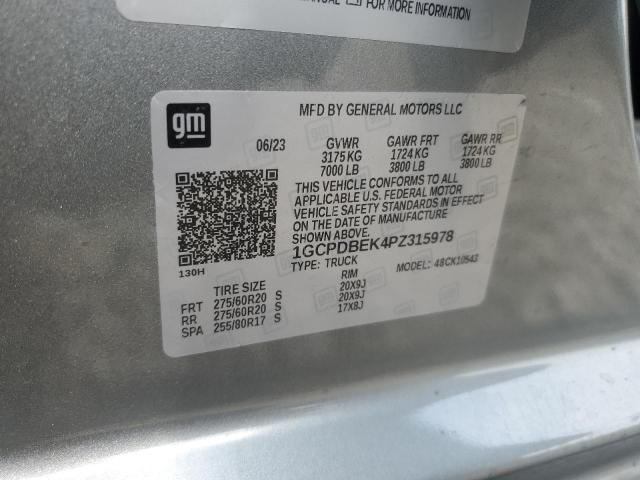 FOR MORE INFORMATION
gm
MFD BY GENERAL MOTORS LLC
06/23 GVWR GAWR FRT GAWR RR
3175 KG 1724 KG 1724 KG
7000 LB 3800 LB 3800 LB
THIS VEHICLE CONFORMS TO ALL
APPLICABLE U.S. FEDERAL MOTOR
VEHICLE SAFETY STANDARDS IN EFFECT
ON THE DATE OF MANUFACTURE
SHOWN ABOVE.
1GCPDBEK4PZ315978
130H
TYPE: TRUCK MODEL: 48CK10543
TIRE SIZE RIM
FRT 275/60R20 S 20X9J
RR 275/60R20 S 20X9J
SPA 255/80R17 S 17X8J